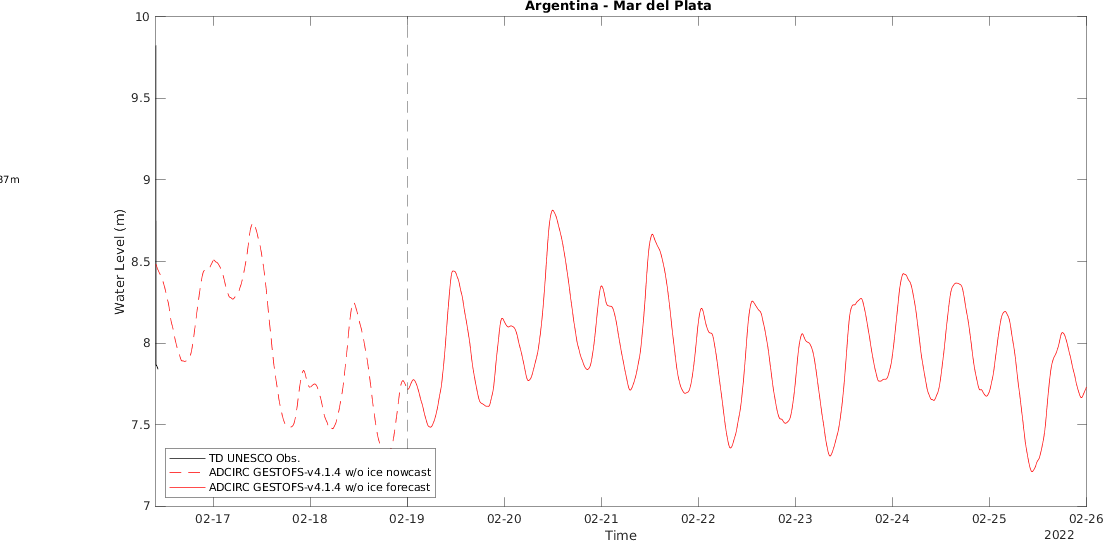 Argentina - Mar del Plata
10
9.5
9
8.5
8
7.5
7
Water Level (m)
37m
TD UNESCO Obs.
ADCIRC GESTOFS-v4.1.4 w/o ice nowcast
ADCIRC GESTOFS-v4.1.4 w/o ice forecast
02-17 02-18 02-19 02-20 02-21 02-22 02-23 02-24 02-25 02-26
Time
2022